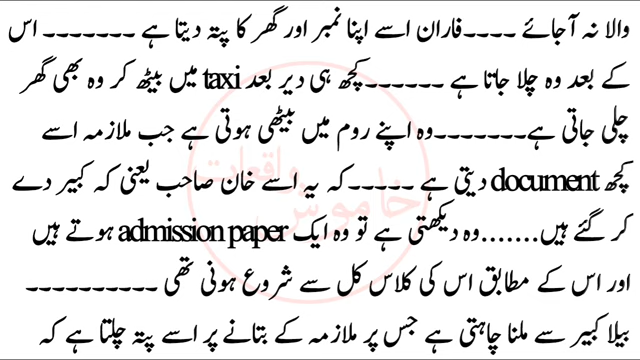 والا نہ آجائے ۔۔۔۔فاران اسے اپنا نمبر اور گھر کا پتہ دیتا ہے ۔۔۔۔۔۔۔ اس
کے بعد وہ چلا جاتا ہے ۔۔۔۔۔۔کچھ ہی دیر بعد taxi میں بیٹھ کر وہ بھی گھر
چلی جاتی ہے۔۔۔۔۔۔۔وہ اپنے روم میں بیٹھی ہوتی ہے جب ملازمہ اسے
کچھ document دیتی ہے ۔۔۔۔۔کہ یہ اسے خان صاحب یعنی کہ کبیر دے
کر گئے ہیں.......وہ دیکھتی ہے تو وہ ایک admission paper ہوتے ہیں
اور اس کے مطابق اس کی کلاس کل سے شروع ہونی تھی ۔۔۔۔۔۔۔۔۔۔
بیلا کبیر سے ملنا چاہتی ہے جس پر ملازمہ کے بتانے پر اسے پتہ چلتا ہے کہ
خاموش واقعات